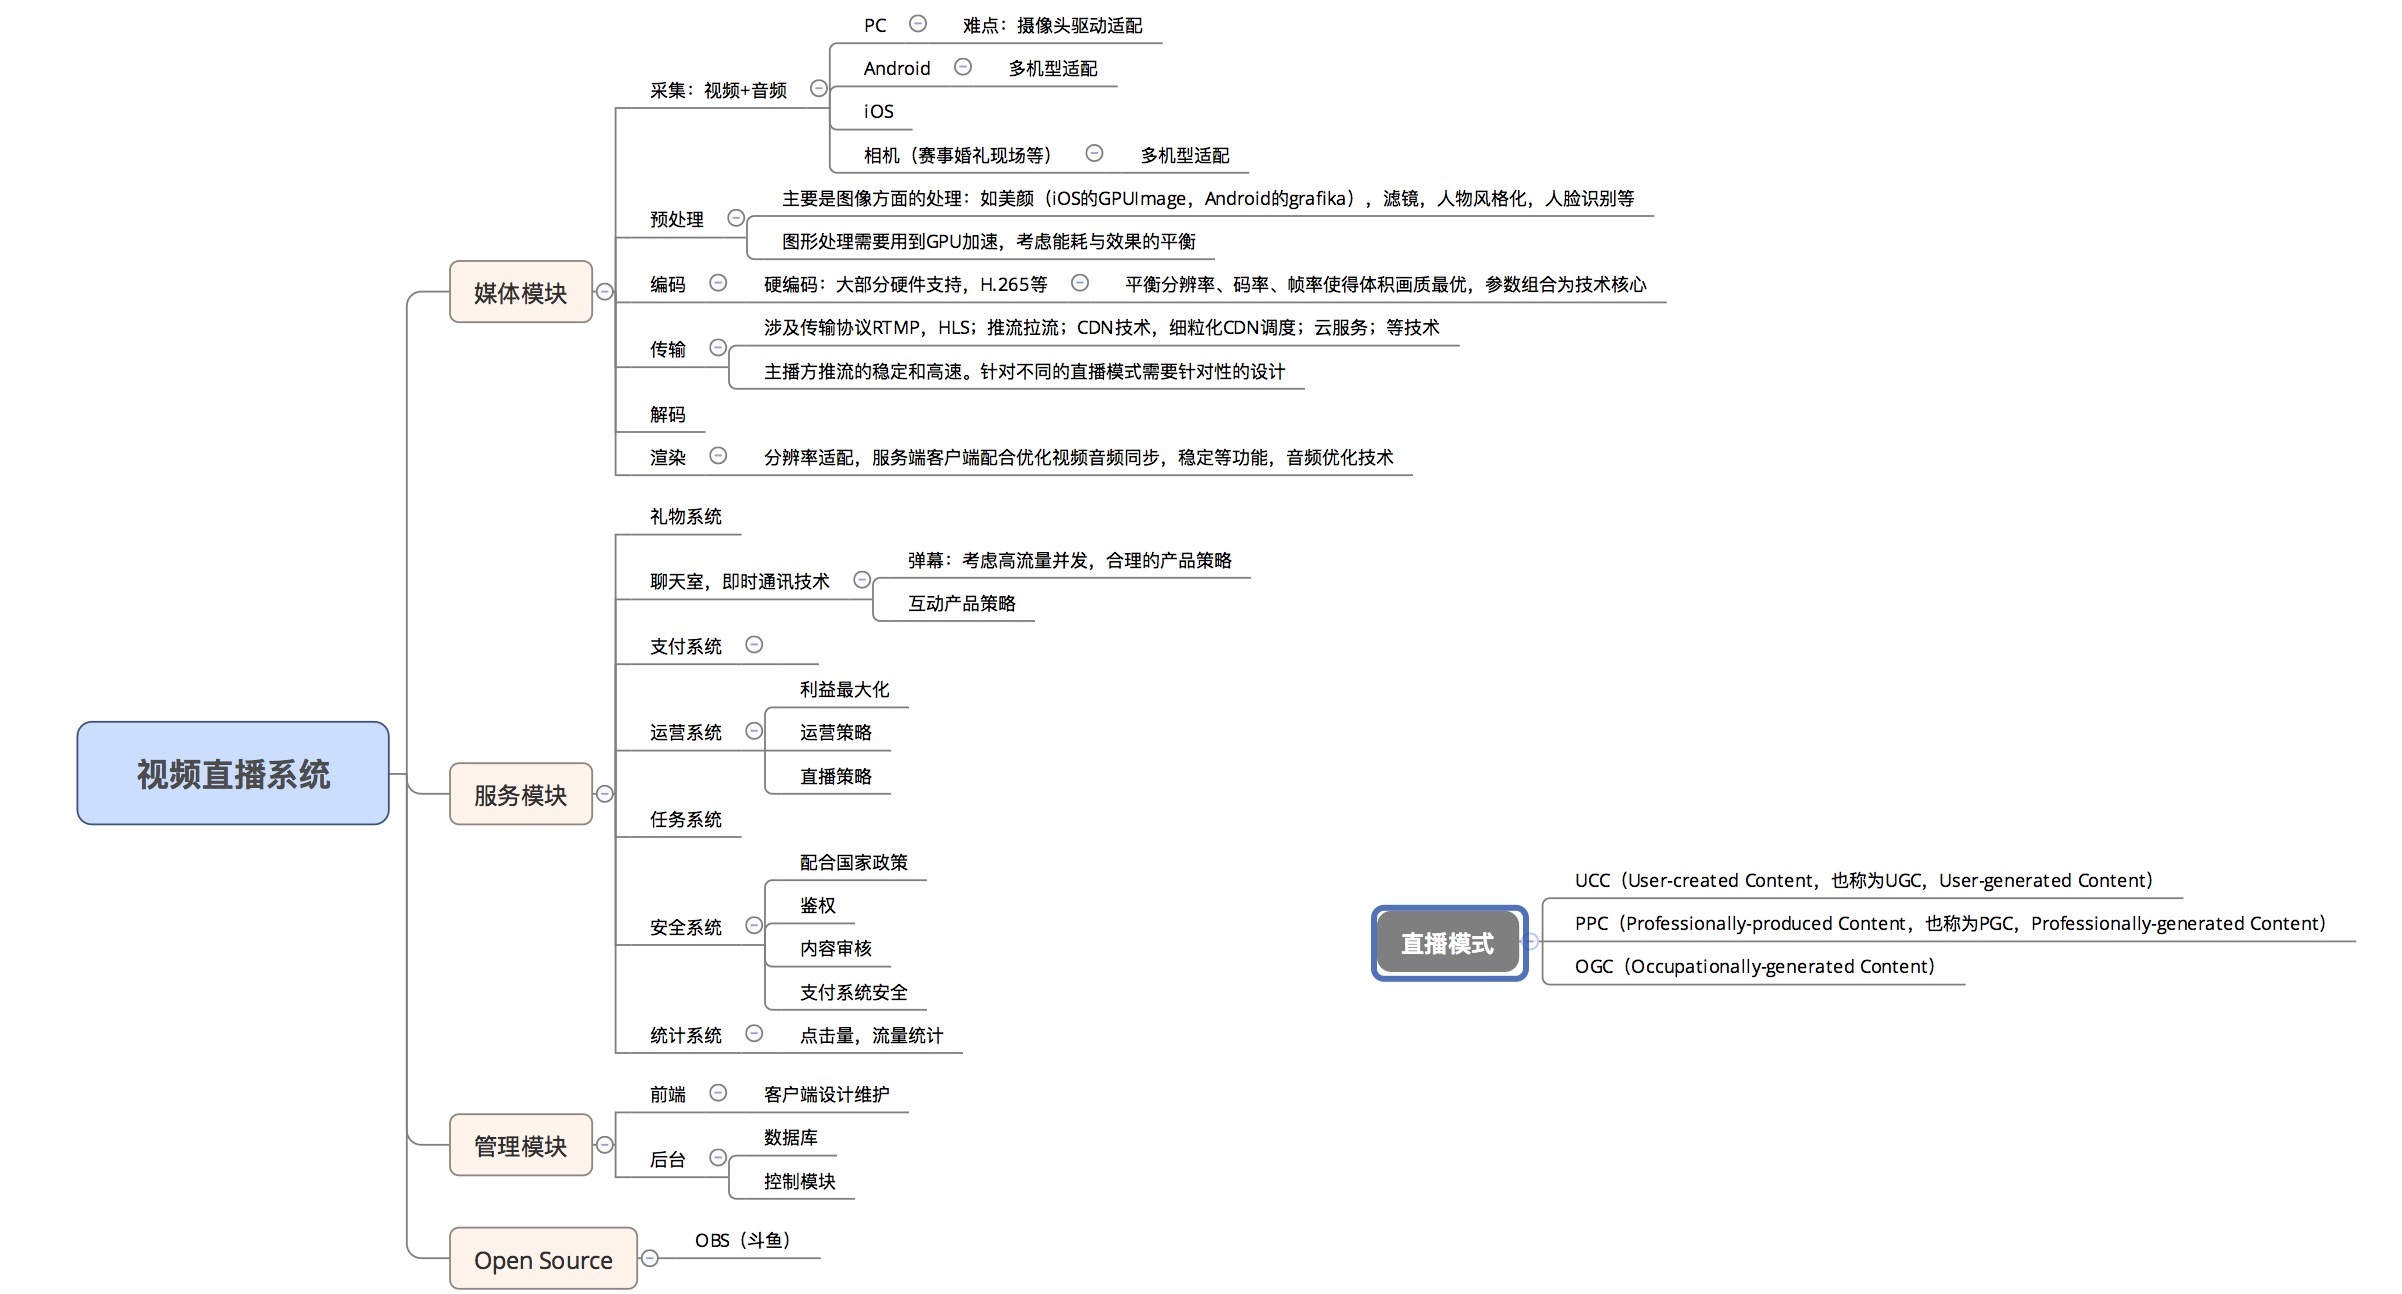 视频直播系统
媒体模块
采集：视频+音频
PC
难点：摄像头驱动适配
Android
多机型适配
iOS
相机（赛事婚礼现场等）
多机型适配
预处理
主要是图像方面的处理：如美颜（iOS的GPUImage，Android的grafika），滤镜，人物风格化，人脸识别等
图形处理需要用到GPU加速，考虑能耗与效果的平衡
编码
硬编码：大部分硬件支持，H.265等
平衡分辨率、码率、帧率使得体积画质最优，参数组合为技术核心
传输
涉及传输协议RTMP，HLS；推流拉流；CDN技术，细粒化CDN调度；云服务；等技术
主播方推流的稳定和高速。针对不同的直播模式需要针对性的设计
解码
渲染
分辨率适配，服务端客户端配合优化视频音频同步，稳定等功能，音频优化技术
服务模块
礼物系统
聊天室，即时通讯技术
弹幕：考虑高流量并发，合理的产品策略
互动产品策略
支付系统
运营系统
利益最大化
运营策略
直播策略
任务系统
安全系统
配合国家政策
鉴权
内容审核
支付系统安全
统计系统
点击量，流量统计
管理模块
前端
客户端设计维护
后台
数据库
控制模块
Open Source
OBS（斗鱼）
直播模式
UCC（User-created Content，也称为UGC，User-generated Content）
PPC（Professionally-produced Content，也称为PGC，Professionally-generated Content）
OGC（Occupationally-generated Content）